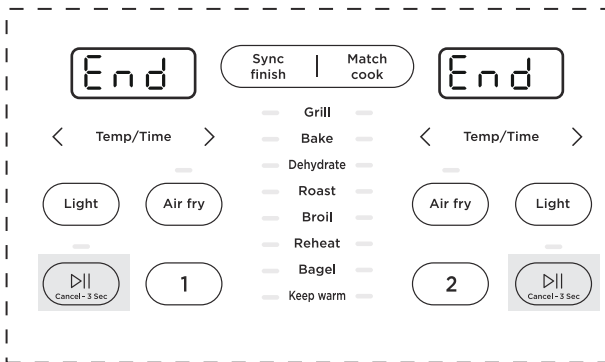 End
Sync finish
Match cook
End
< Temp/Time >
Grill
Bake
Dehydrate
Roast
Broil
Reheat
Bagel
Keep warm
< Temp/Time >
Light
Air fry
Air fry
Light
Cancel-3 Sec
1
2
Cancel-3 Sec